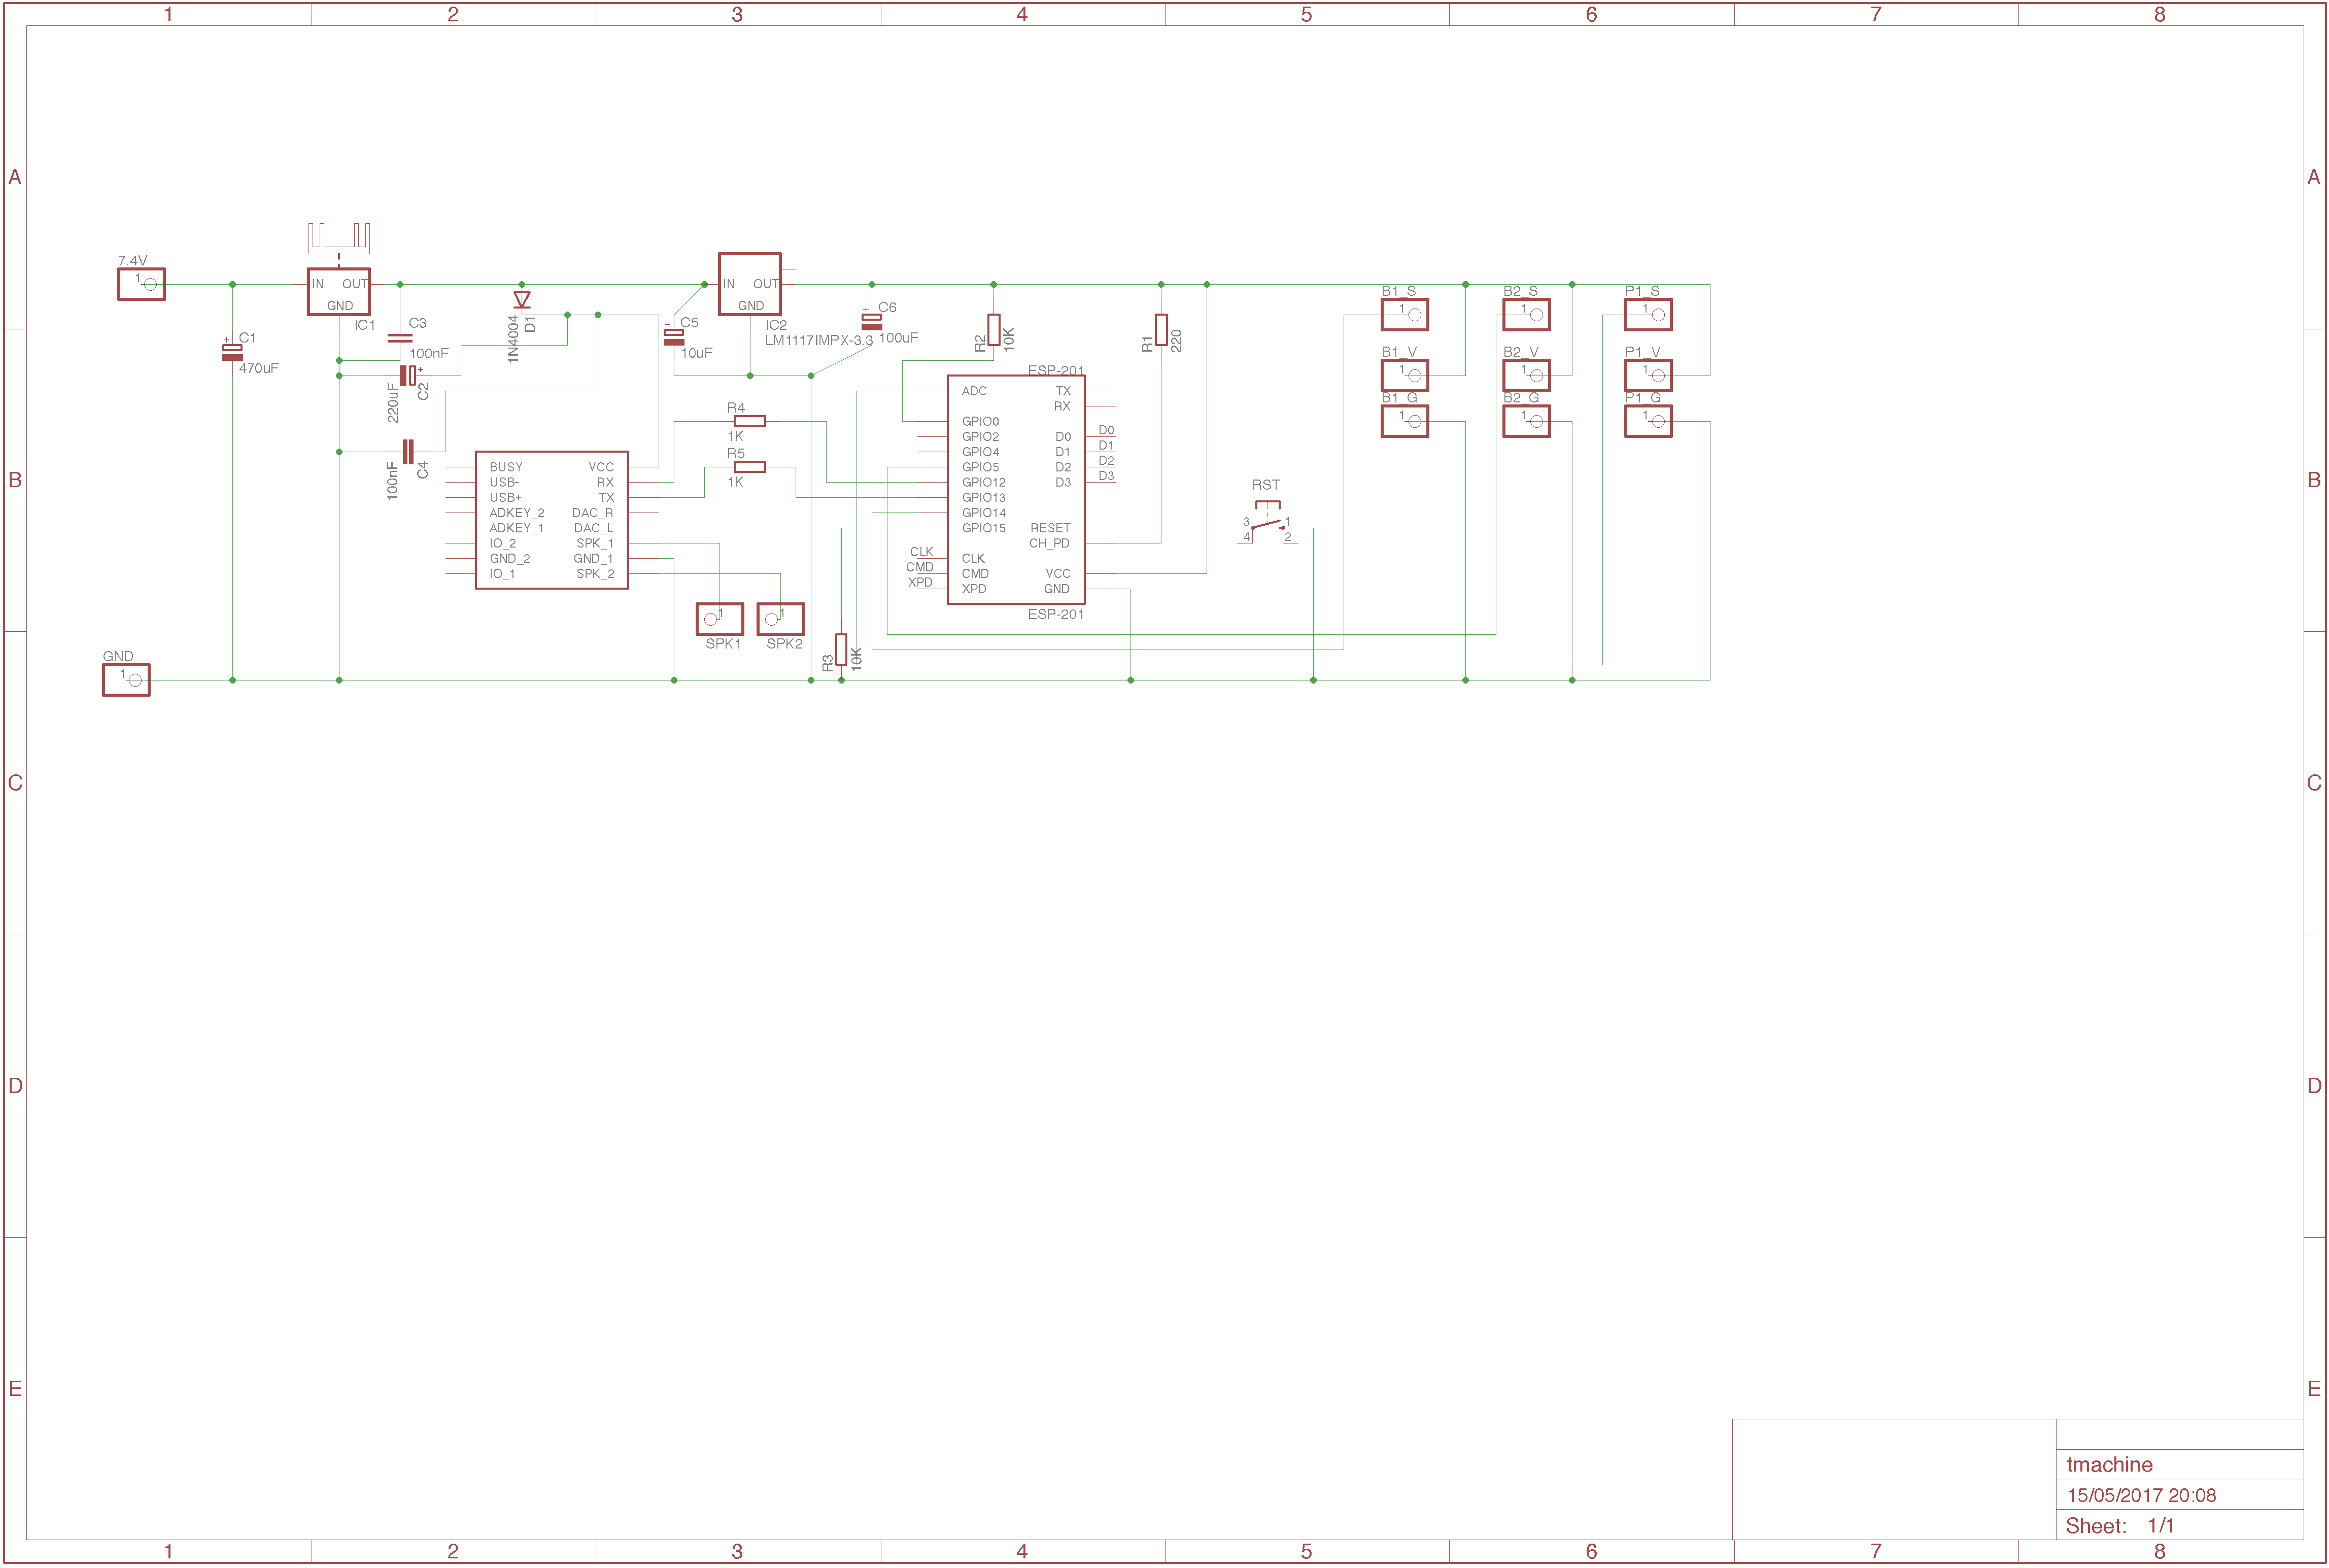 1 2 3 4 5 6 7 8
A A
7.4V
1
IN OUT
GND
IC1
C1
470uF
+
C3
100nF
220uF
C2
+
100nF
C4
1N4004
D1
C5
10uF
+
IN OUT
GND
IC2
LM1117IMPX-3.3
C6
100uF
+
R2
10K
R1
220
R4
1K
R5
1K
B B
BUSY VCC
USB- RX
USB+ TX
ADKEY_2 DAC_R
ADKEY_1 DAC_L
IO_2 SPK_1
GND_2 GND_1
IO_1 SPK_2
1
SPK1
1
SPK2
ESP-201
ADC TX
RX
GPIO0
GPIO2 D0 D0
GPIO4 D1 D1
GPIO5 D2 D2
GPIO12 D3 D3
GPIO13
GPIO14
GPIO15 RESET
CH_PD
CLK CLK
CMD CMD VCC
XPD XPD GND
ESP-201
R3
10K
RST
3 1
4 2
B1_S B2_S P1_S
1 1 1
B1_V B2_V P1_V
1 1 1
B1_G B2_G P1_G
1 1 1
GND
1
C C
D D
E E
tmachine
15/05/2017 20:08
Sheet: 1/1
1 2 3 4 5 6 7 8